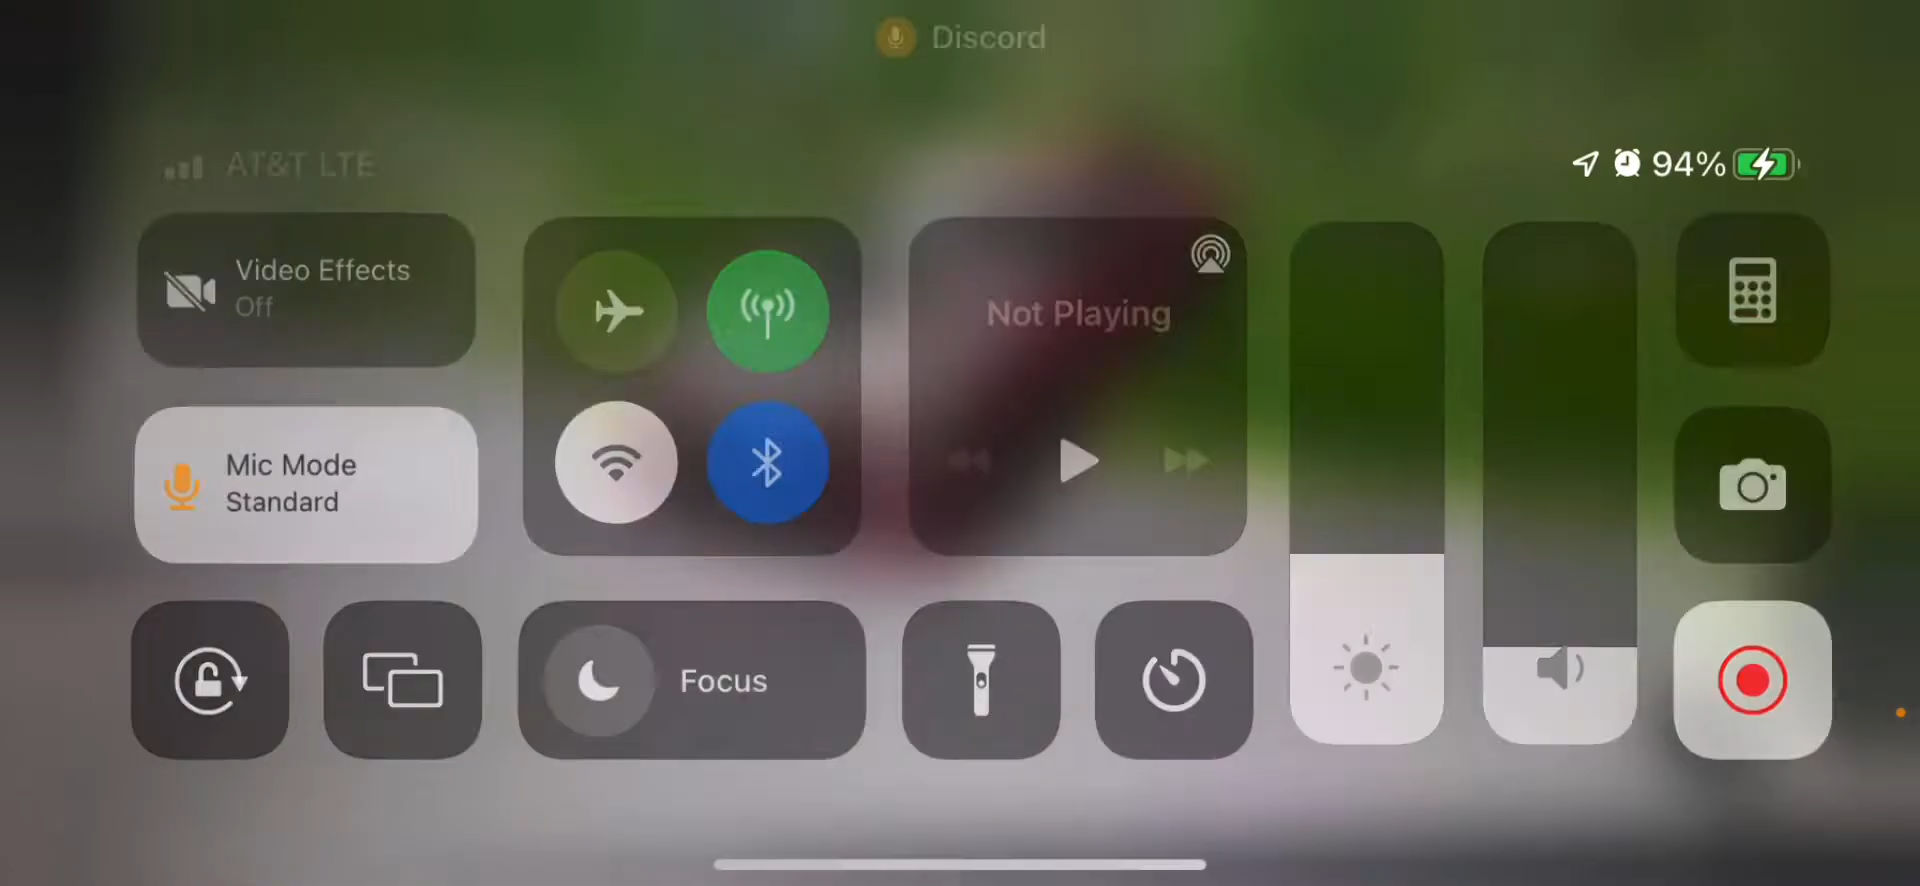 Discord
AT&T LTE
94%
Video Effects
Off
Not Playing
Mic Mode
Standard
Focus